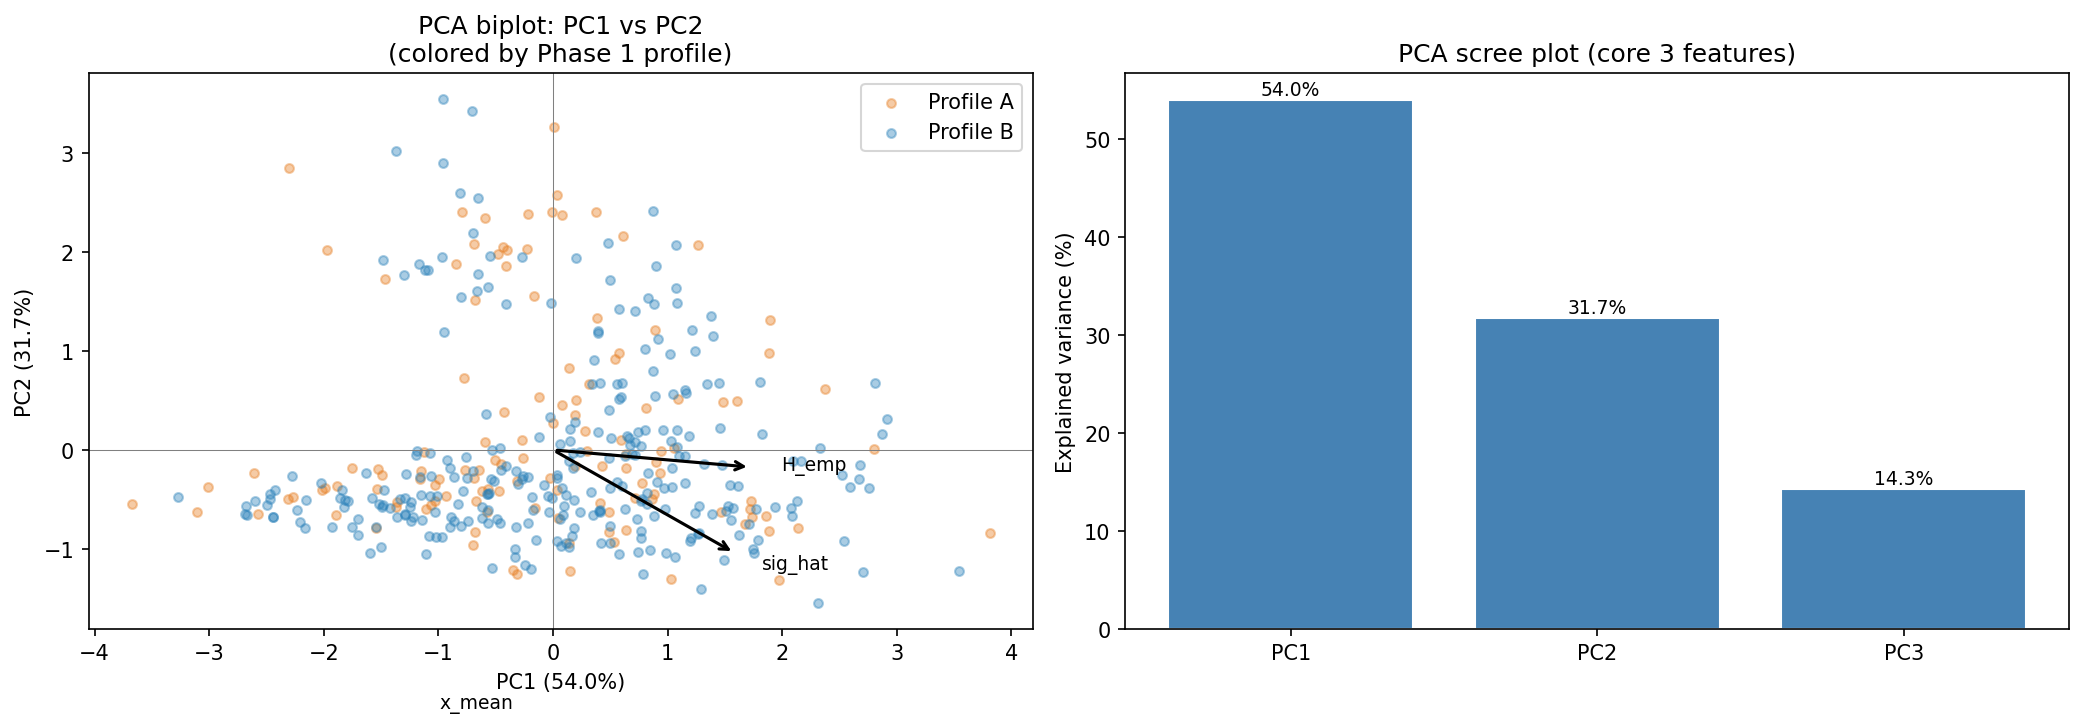 PCA biplot: PC1 vs PC2
(colored by Phase 1 profile)
Profile A
Profile B
3
2
1
0
−1
PC2 (31.7%)
H_emp
sig_hat
−4 −3 −2 −1 0 1 2 3 4
PC1 (54.0%)
x_mean
PCA scree plot (core 3 features)
54.0%
31.7%
14.3%
50
40
30
20
10
0
Explained variance (%)
PC1 PC2 PC3